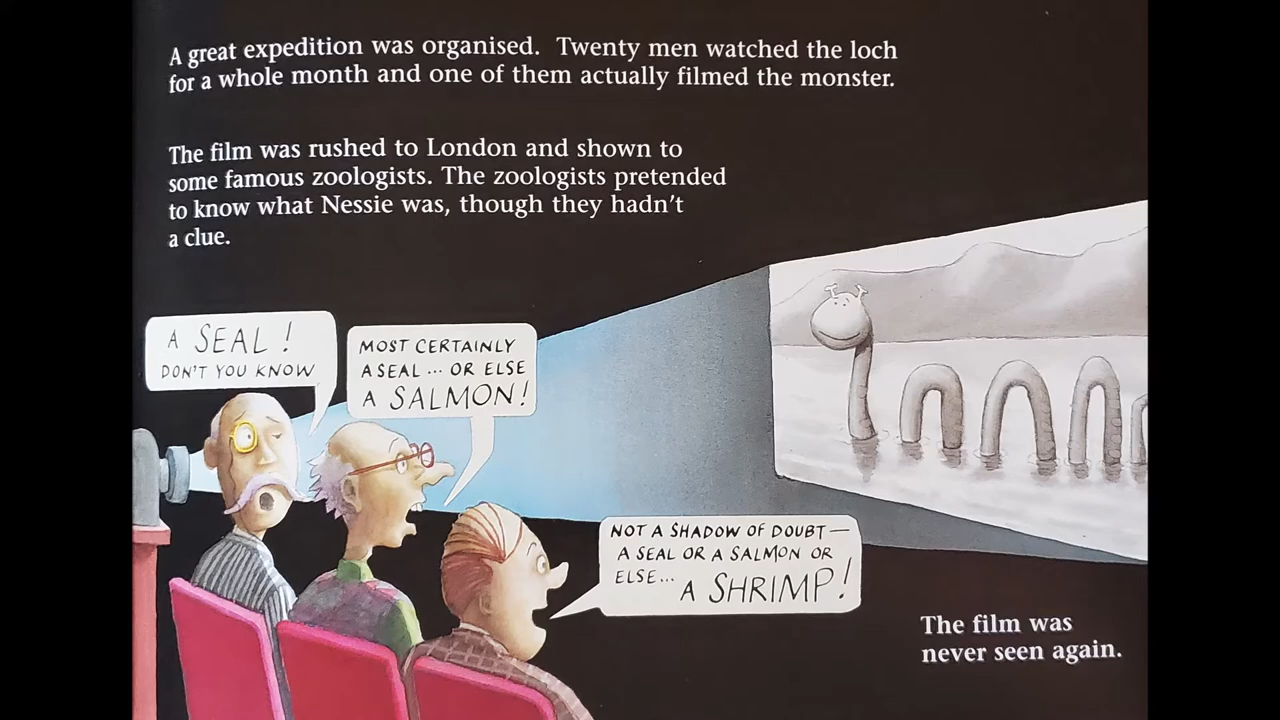 A great expedition was organised. Twenty men watched the loch
for a whole month and one of them actually filmed the monster.
The film was rushed to London and shown to
some famous zoologists. The zoologists pretended
to know what Nessie was, though they hadn't
a clue.
A SEAL!
DON'T YOU KNOW
MOST CERTAINLY
A SEAL... OR ELSE
A SALMON!
NOT A SHADOW OF DOUBT—
A SEAL OR A SALMON OR
ELSE...
A SHRIMP!
The film was
never seen again.